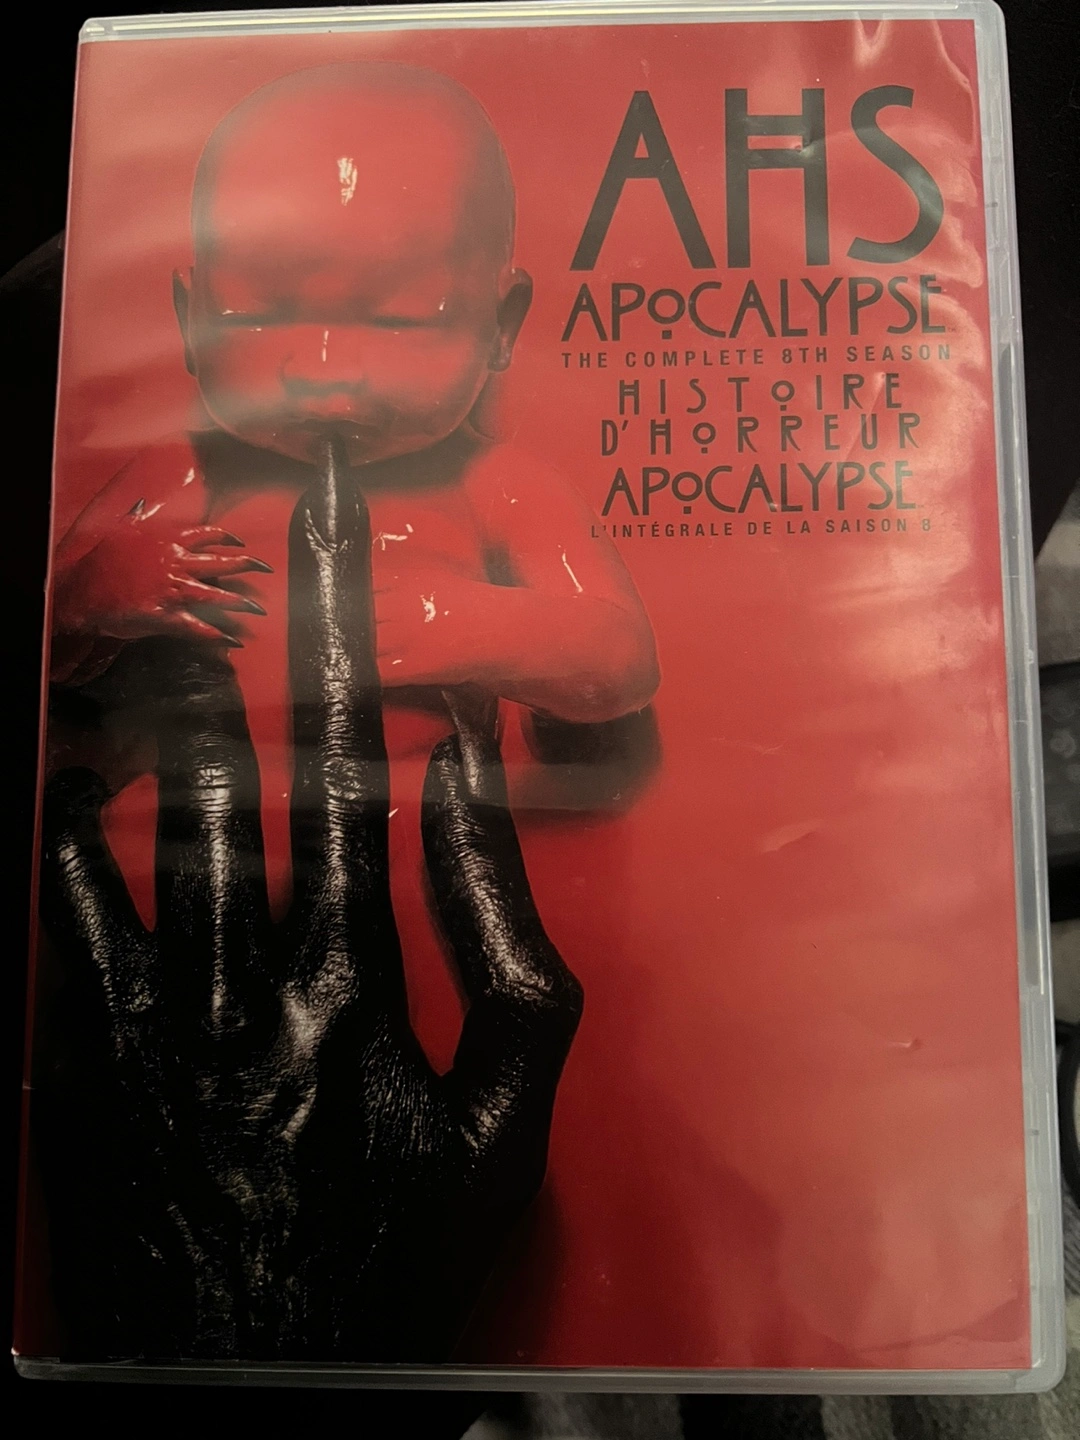 AHS
APOCALYPSE
THE COMPLETE 8TH SEASON
HISTOIRE
D'HORREUR
APOCALYPSE
L'INTÉGRALE DE LA SAISON 8